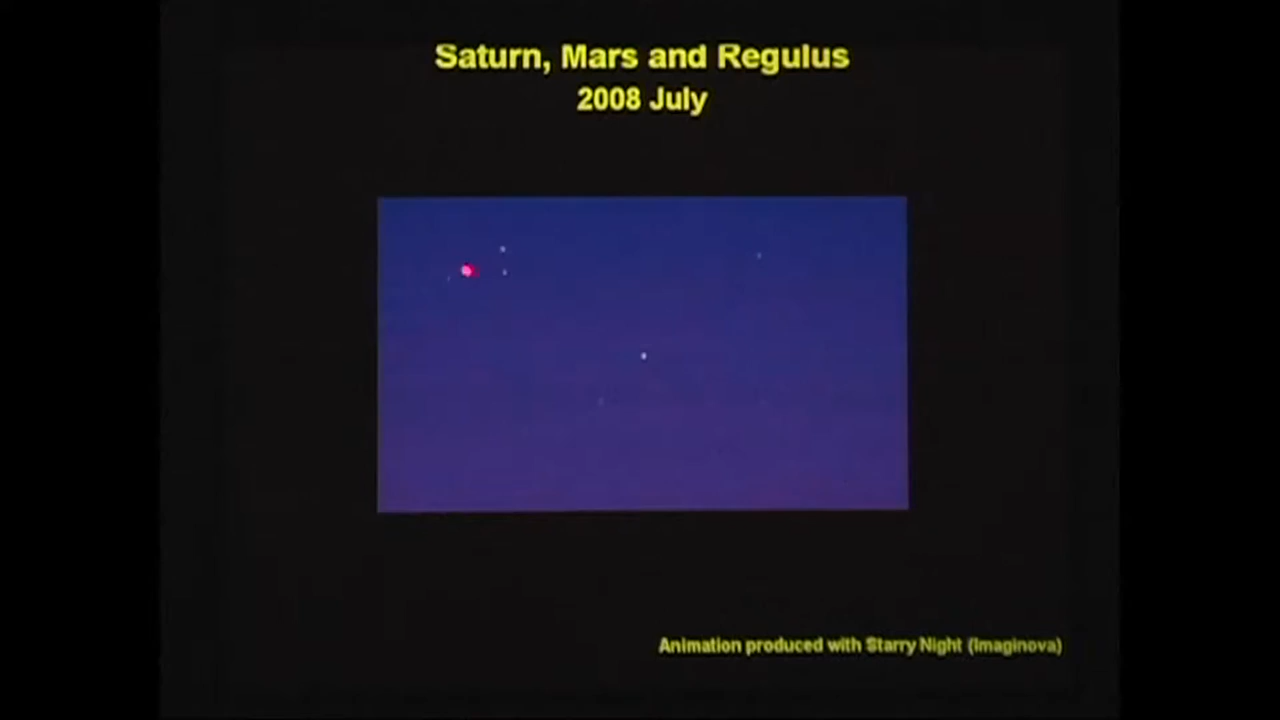 Saturn, Mars and Regulus
2008 July
Animation produced with Starry Night (Imaginova)